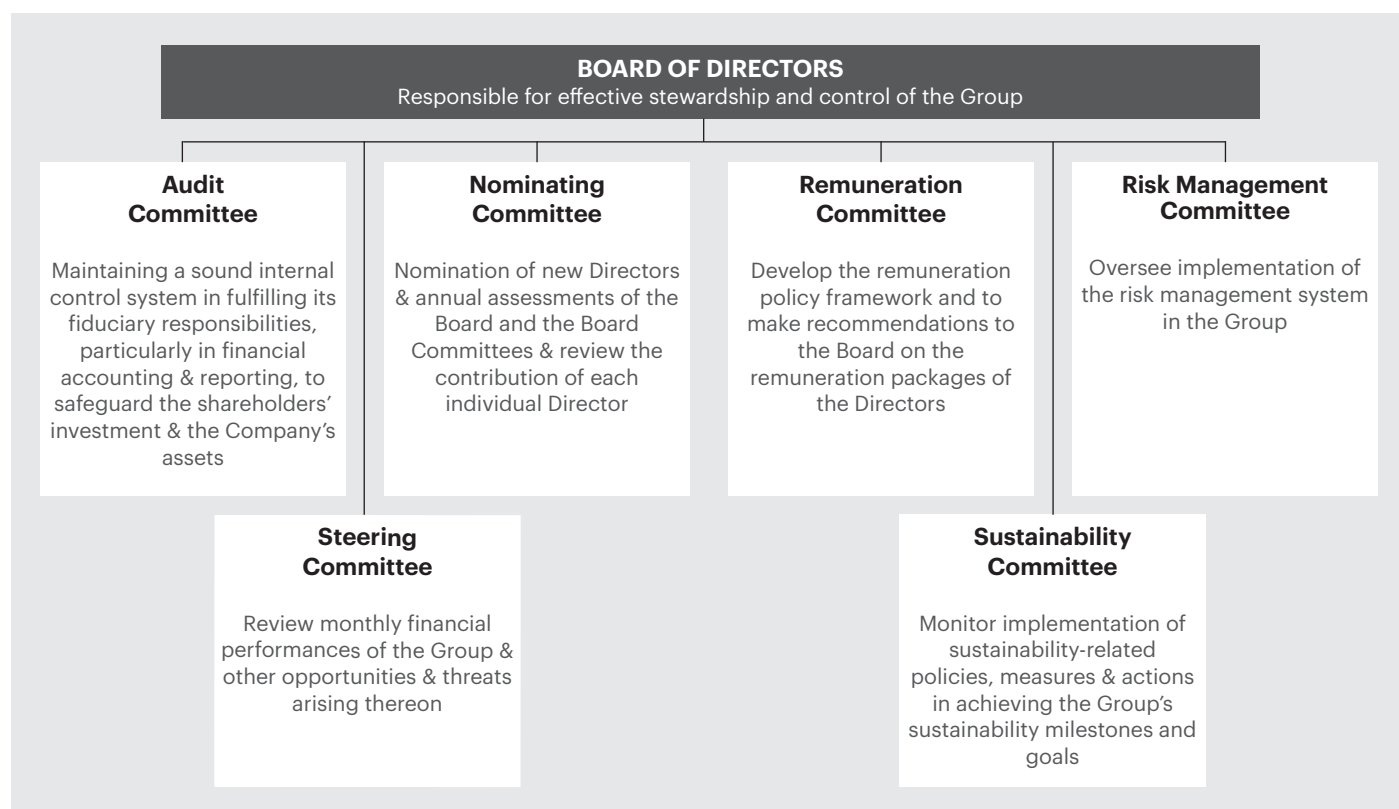 BOARD OF DIRECTORS
Responsible for effective stewardship and control of the Group
Audit
Committee
Maintaining a sound internal
control system in fulfilling its
fiduciary responsibilities,
particularly in financial
accounting & reporting, to
safeguard the shareholders’
investment & the Company’s
assets
Nominating
Committee
Nomination of new Directors
& annual assessments of the
Board and the Board
Committees & review the
contribution of each
individual Director
Remuneration
Committee
Develop the remuneration
policy framework and to
make recommendations to
the Board on the
remuneration packages of
the Directors
Risk Management
Committee
Oversee implementation of
the risk management system
in the Group
Steering
Committee
Review monthly financial
performances of the Group &
other opportunities & threats
arising thereon
Sustainability
Committee
Monitor implementation of
sustainability-related
policies, measures & actions
in achieving the Group’s
sustainability milestones and
goals